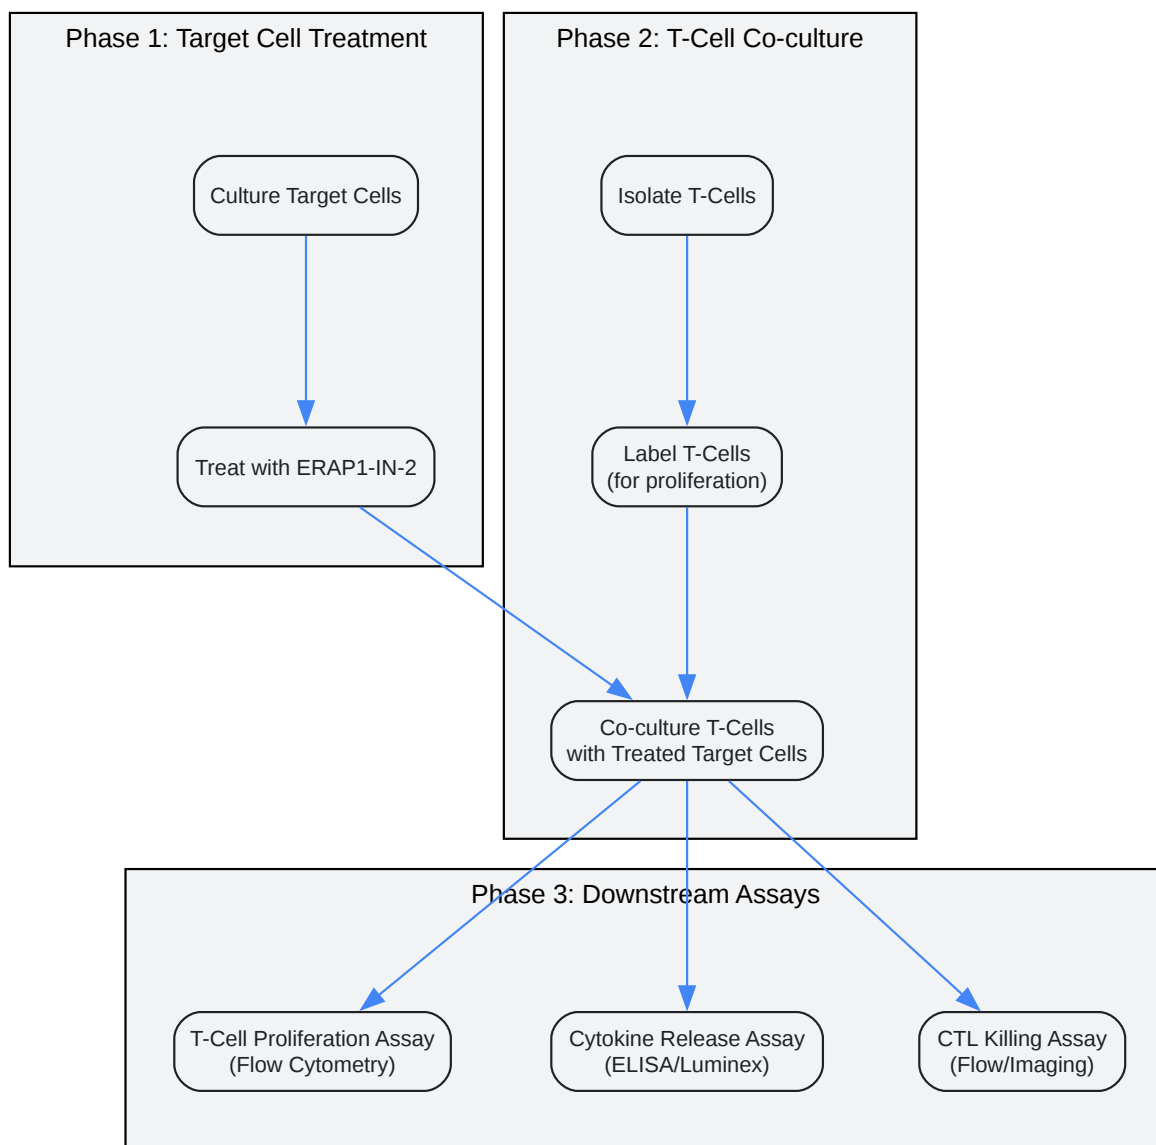 Phase 1: Target Cell Treatment
Culture Target Cells
Treat with ERAP1-IN-2
Phase 2: T-Cell Co-culture
Isolate T-Cells
Label T-Cells
(for proliferation)
Co-culture T-Cells
with Treated Target Cells
Phase 3: Downstream Assays
T-Cell Proliferation Assay
(Flow Cytometry)
Cytokine Release Assay
(ELISA/Luminex)
CTL Killing Assay
(Flow/Imaging)